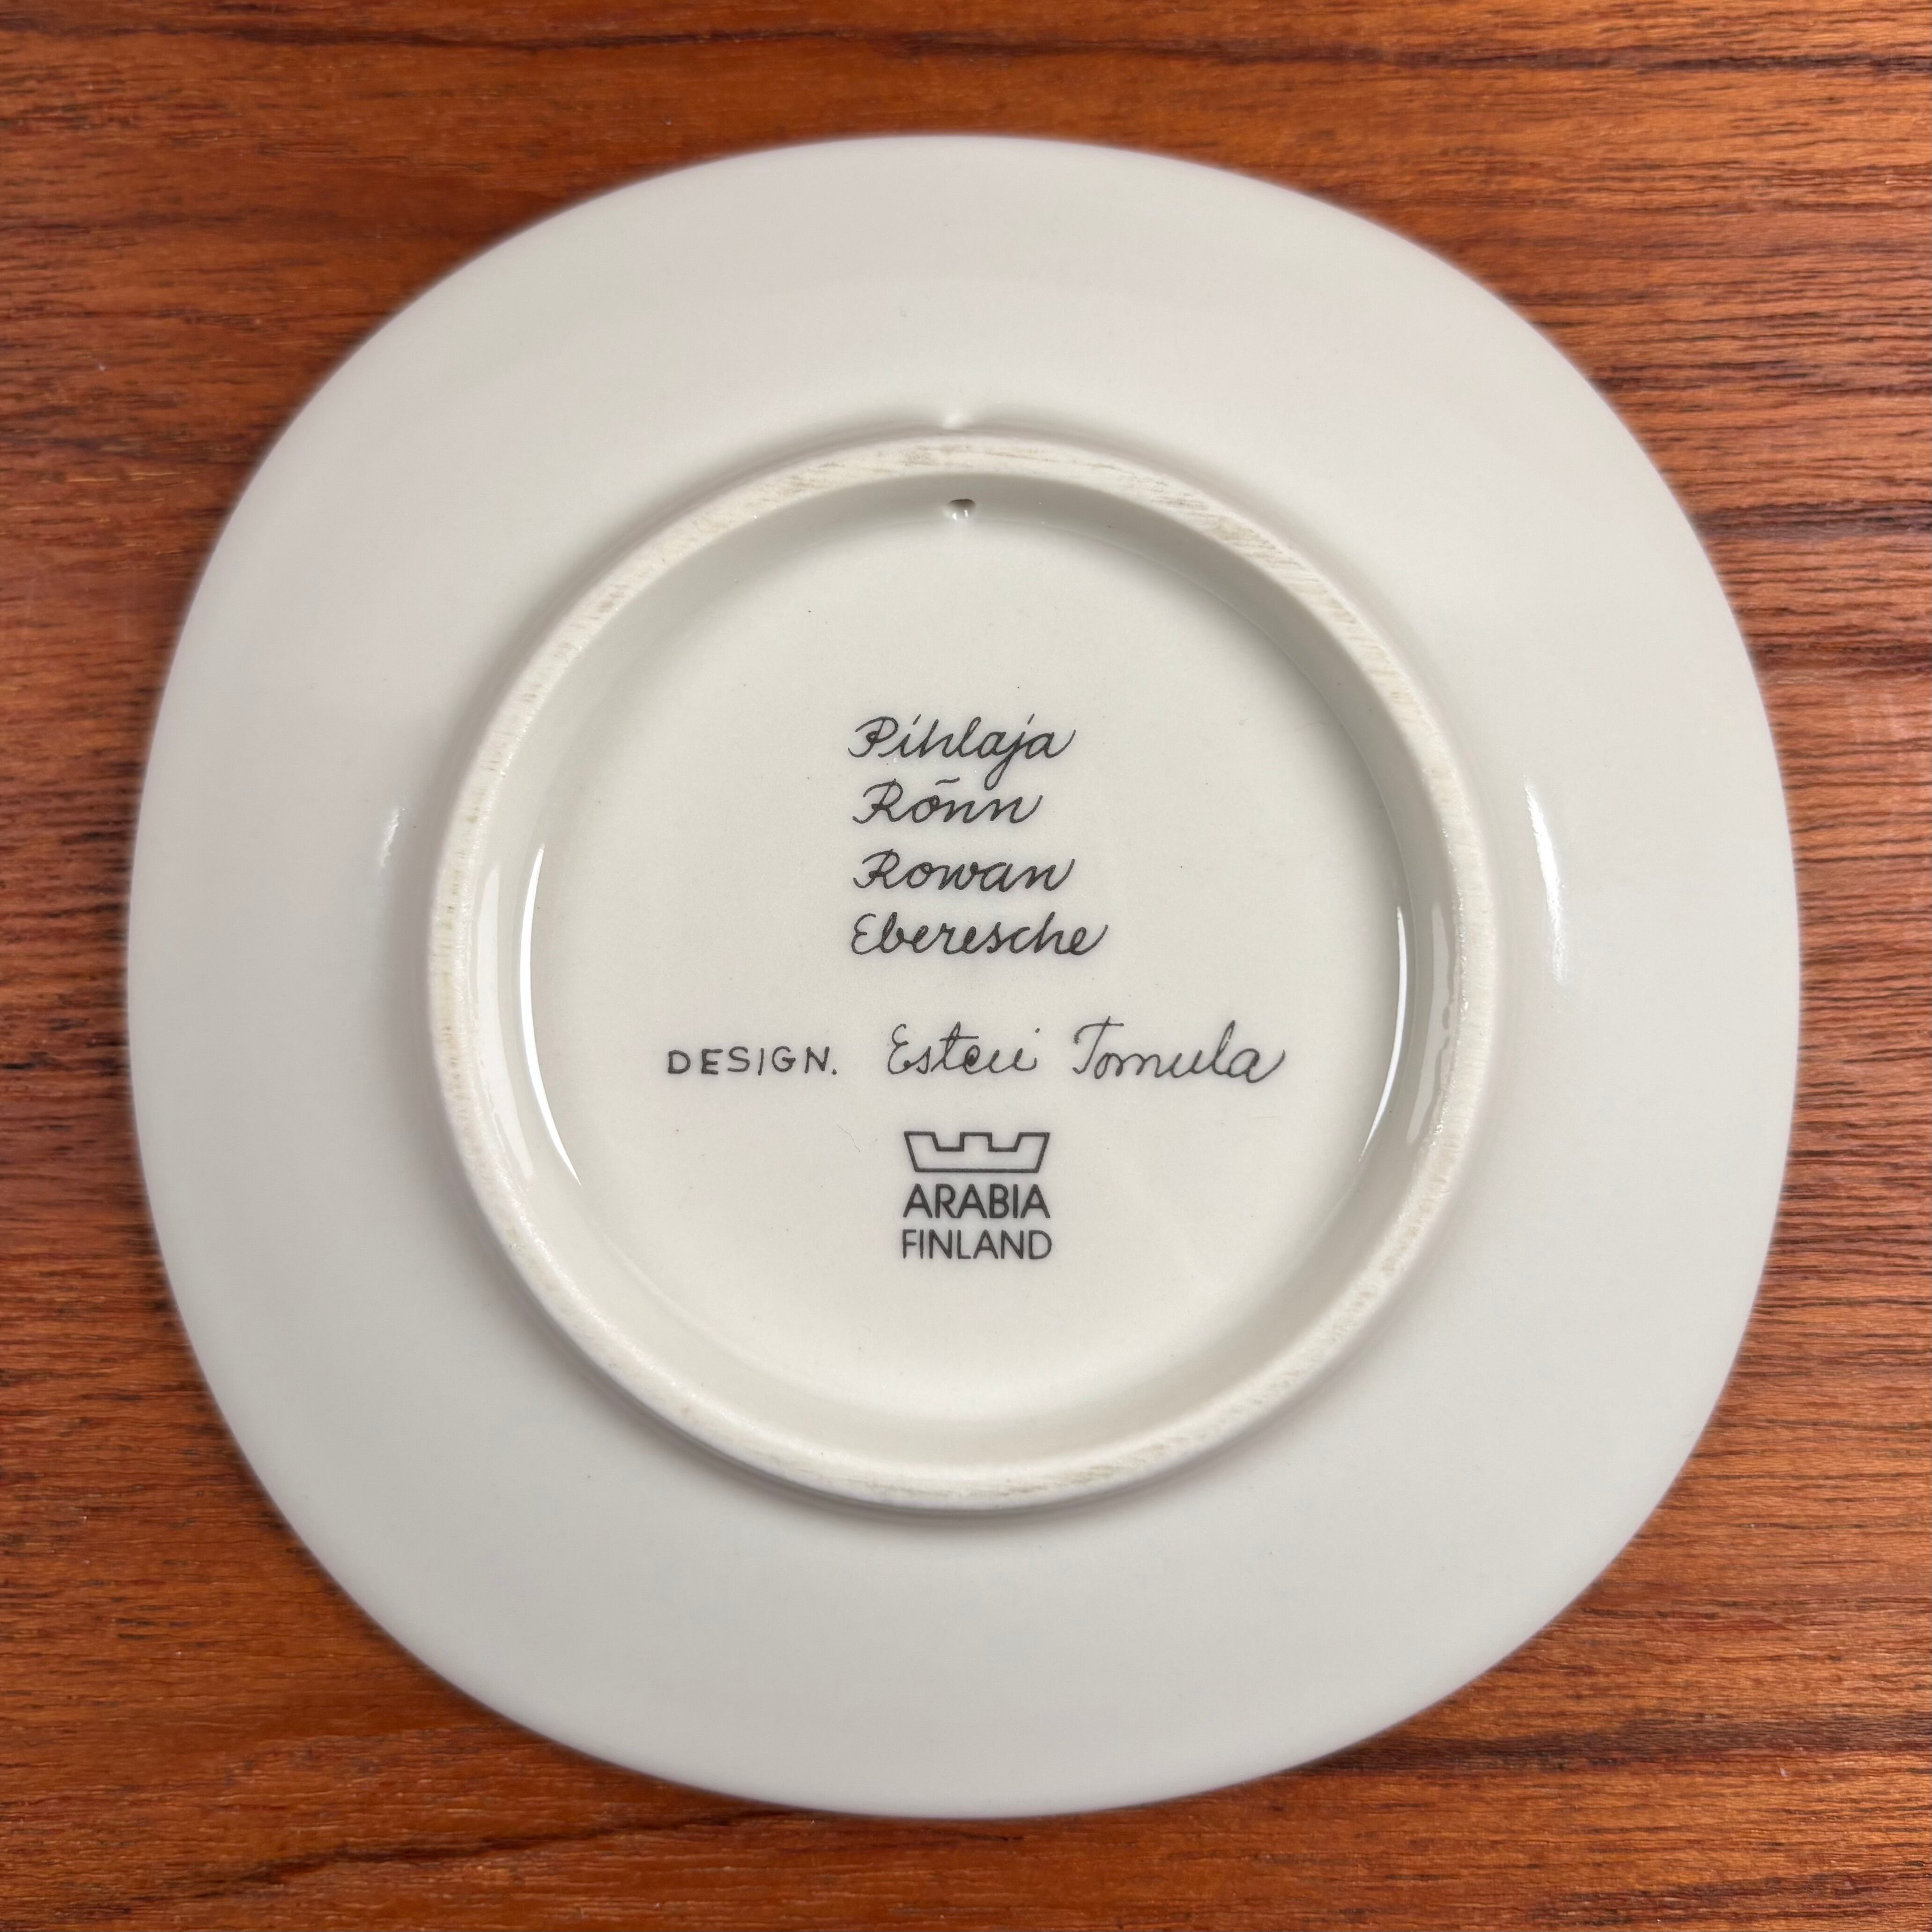 Pihlaja
Rönn
Rowan
Eberesche
DESIGN. Esteri Tomula
ARABIA
FINLAND